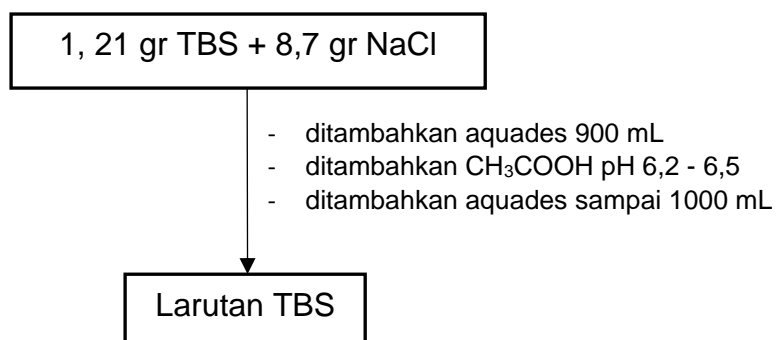 1, 21 gr TBS + 8,7 gr NaCl
- ditambahkan aquades 900 mL
- ditambahkan CH₃COOH pH 6,2 - 6,5
- ditambahkan aquades sampai 1000 mL
Larutan TBS